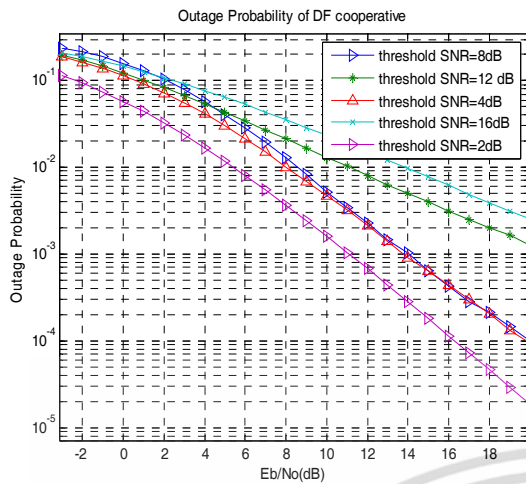 Outage Probability of DF cooperative
threshold SNR=8dB
threshold SNR=12 dB
threshold SNR=4dB
threshold SNR=16dB
threshold SNR=2dB
Outage Probability
10^-1
10^-2
10^-3
10^-4
10^-5
-2 0 2 4 6 8 10 12 14 16 18
Eb/No(dB)